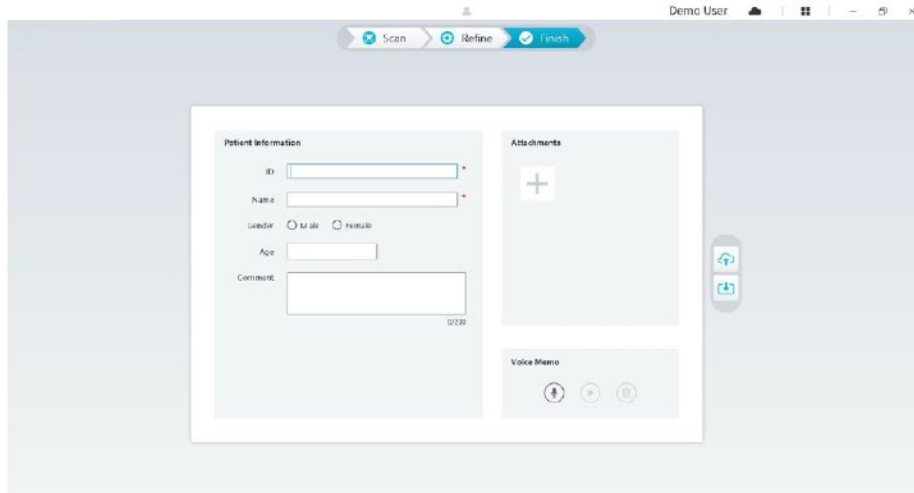 Demo User
Scan
Refine
Finish
Patient Information
ID
*
Name
*
Gender
Male
Female
Age
Comment
0/200
Attachments
Voice Memo